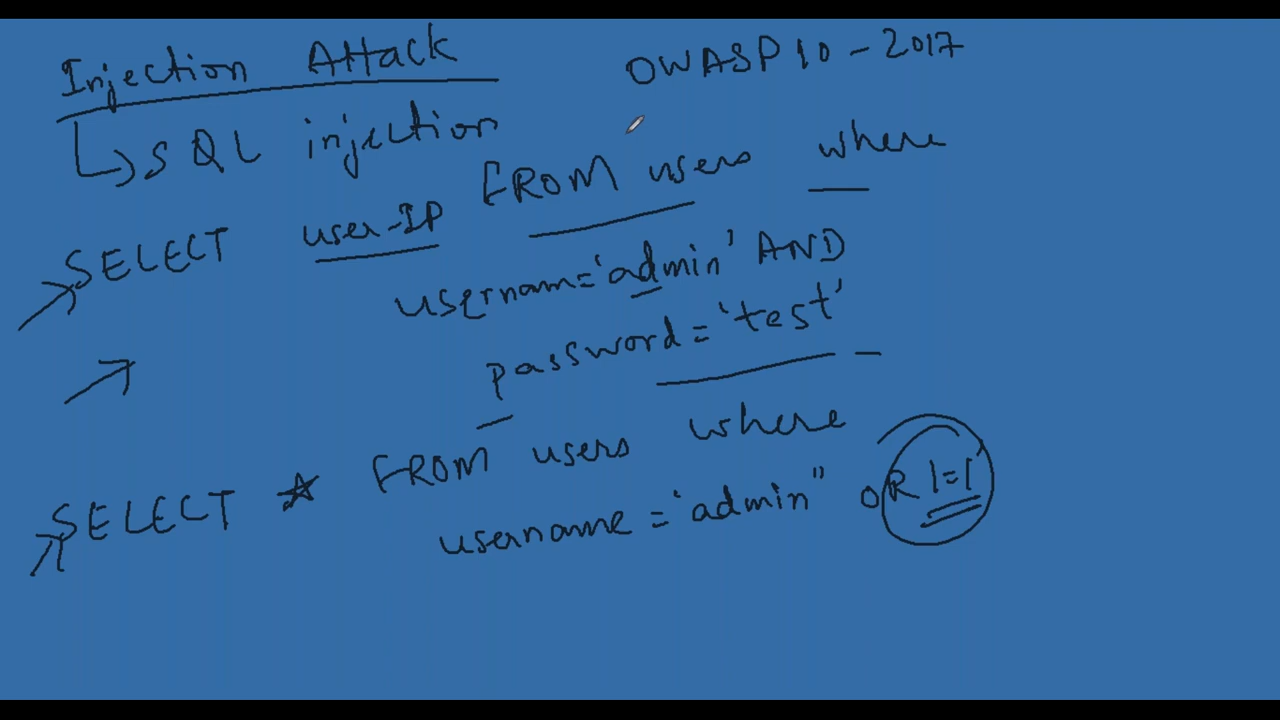 Injection Attack
OWASP 10 - 2017
SQL injection
SELECT user-IP FROM users where
username='admin' AND
password='test'
SELECT * FROM users where
username='admin'' OR 1=1'